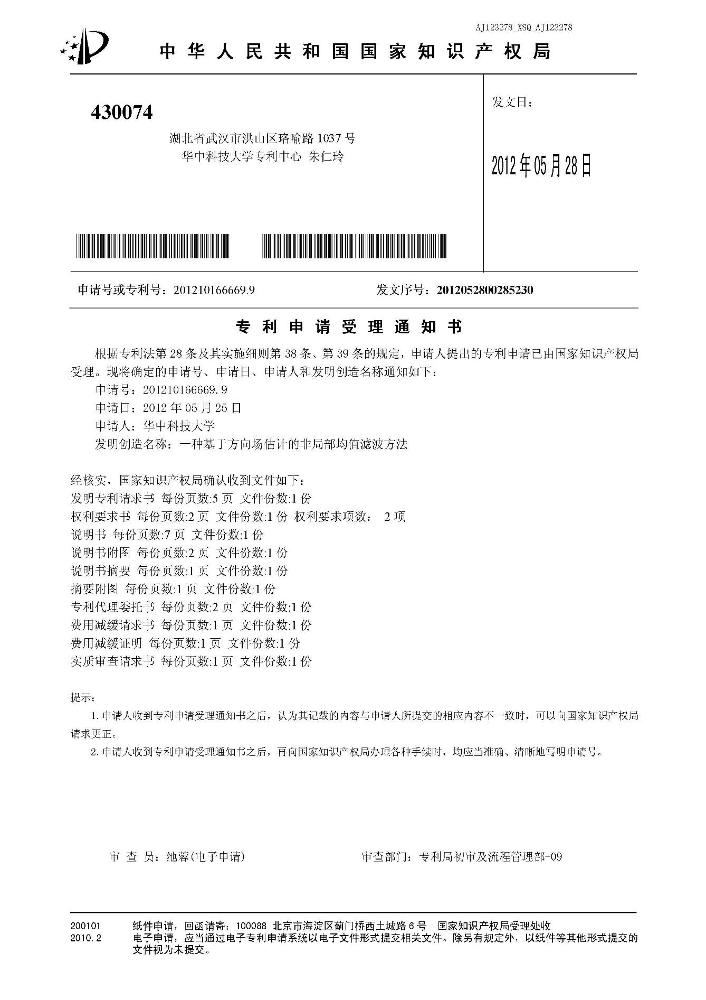 AJ123278_XSQ_AJ123278
中华人民共和国国家知识产权局
430074
发文日：
湖北省武汉市洪山区珞喻路 1037 号
华中科技大学专利中心 朱仁玲
2012年05月28日
申请号或专利号：201210166669.9 发文序号：2012052800285230
专利申请受理通知书
根据专利法第 28 条及其实施细则第 38 条、第 39 条的规定，申请人提出的专利申请已由国家知识产权局
受理。现将确定的申请号、申请日、申请人和发明创造名称通知如下：
申请号：201210166669.9
申请日：2012 年 05 月 25 日
申请人：华中科技大学
发明创造名称：一种基于方向场估计的非局部均值滤波方法
经核实，国家知识产权局确认收到文件如下：
发明专利请求书 每份页数:5 页 文件份数:1 份
权利要求书 每份页数:2 页 文件份数:1 份 权利要求项数： 2 项
说明书 每份页数:7 页 文件份数:1 份
说明书附图 每份页数:2 页 文件份数:1 份
说明书摘要 每份页数:1 页 文件份数:1 份
摘要附图 每份页数:1 页 文件份数:1 份
专利代理委托书 每份页数:2 页 文件份数:1 份
费用减缓请求书 每份页数:1 页 文件份数:1 份
费用减缓证明 每份页数:1 页 文件份数:1 份
实质审查请求书 每份页数:1 页 文件份数:1 份
提示：
1. 申请人收到专利申请受理通知书之后，认为其记载的内容与申请人所提交的相应内容不一致时，可以向国家知识产权局
请求更正。
2. 申请人收到专利申请受理通知书之后，再向国家知识产权局办理各种手续时，均应当准确、清晰地写明申请号。
审 查 员：池蓉(电子申请) 审查部门：专利局初审及流程管理部-09
200101 纸件申请，回函请寄：100088 北京市海淀区蓟门桥西土城路 6 号 国家知识产权局受理处收
2010.2 电子申请，应当通过电子专利申请系统以电子文件形式提交相关文件。除另有规定外，以纸件等其他形式提交的
文件视为未提交。